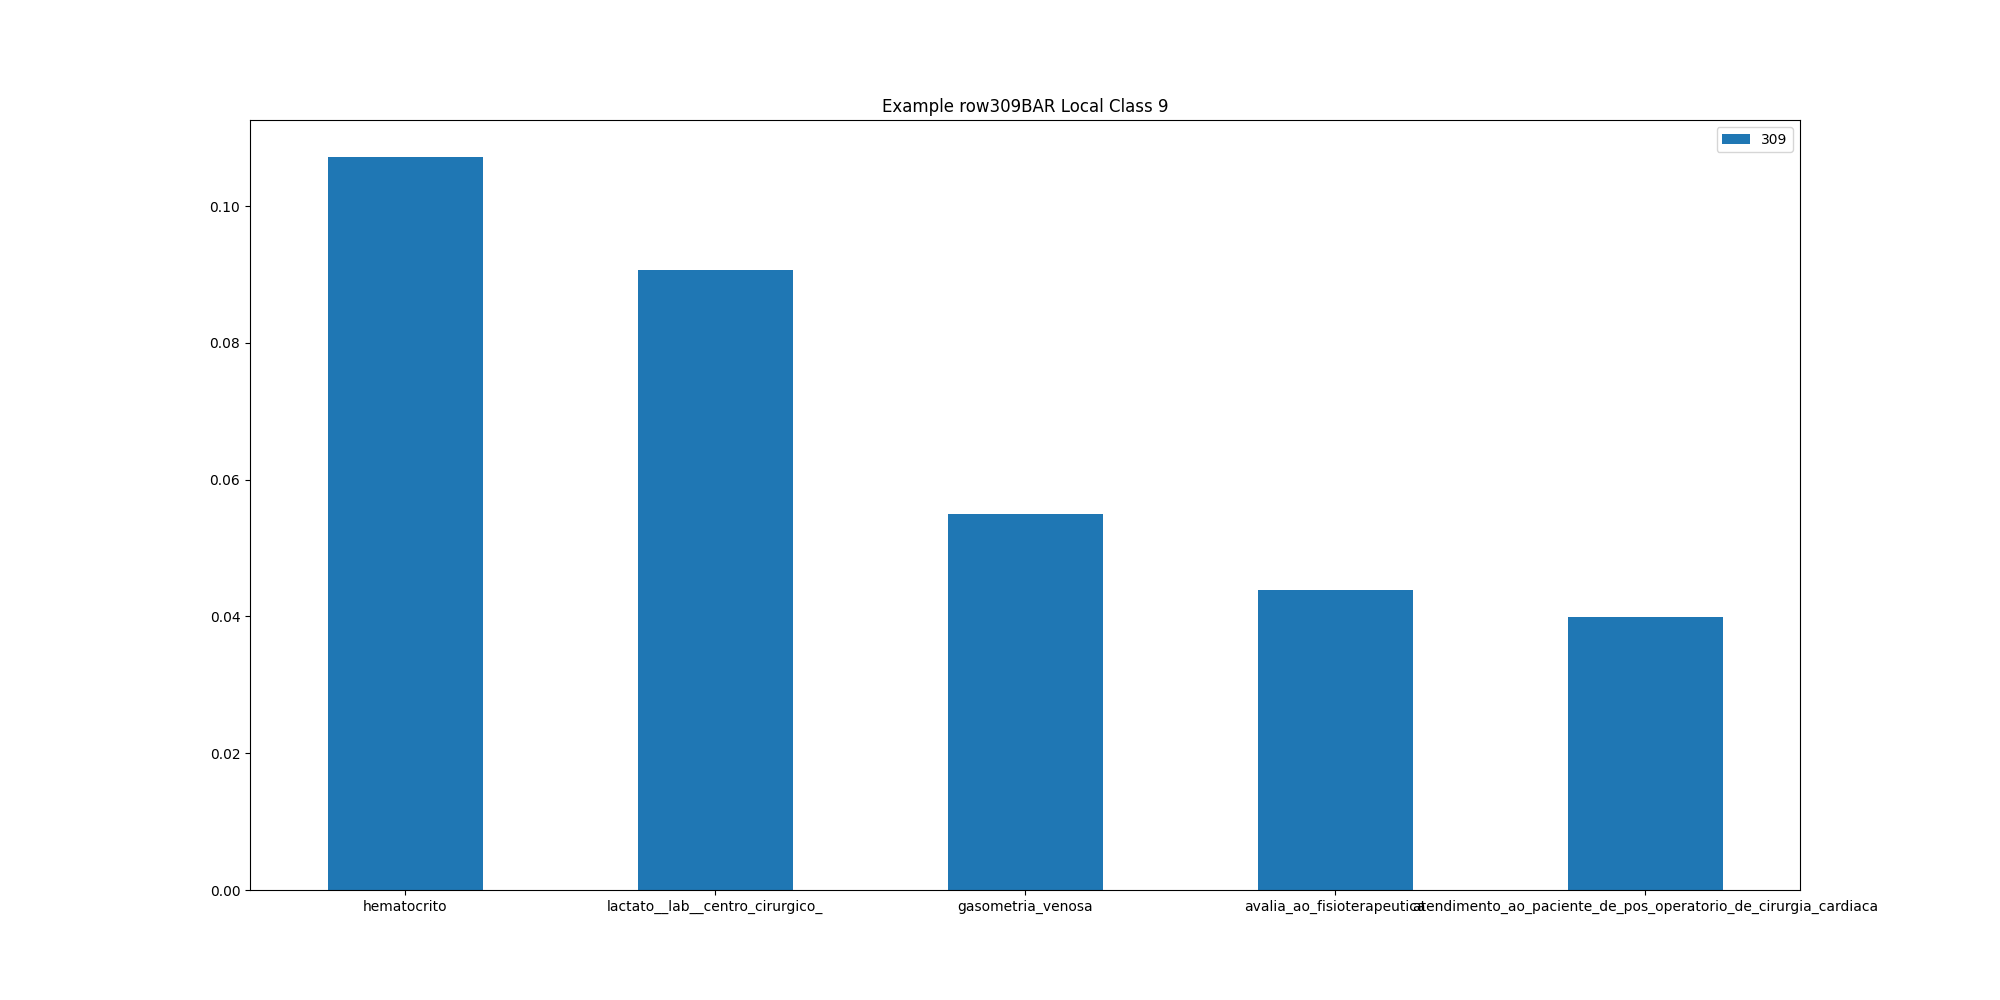 Example row309BAR Local Class 9
309
0.10
0.08
0.06
0.04
0.02
0.00
hematocrito
lactato__lab__centro_cirurgico_
gasometria_venosa
avalia_ao_fisioterapeutica
atendimento_ao_paciente_de_pos_operatorio_de_cirurgia_cardiaca